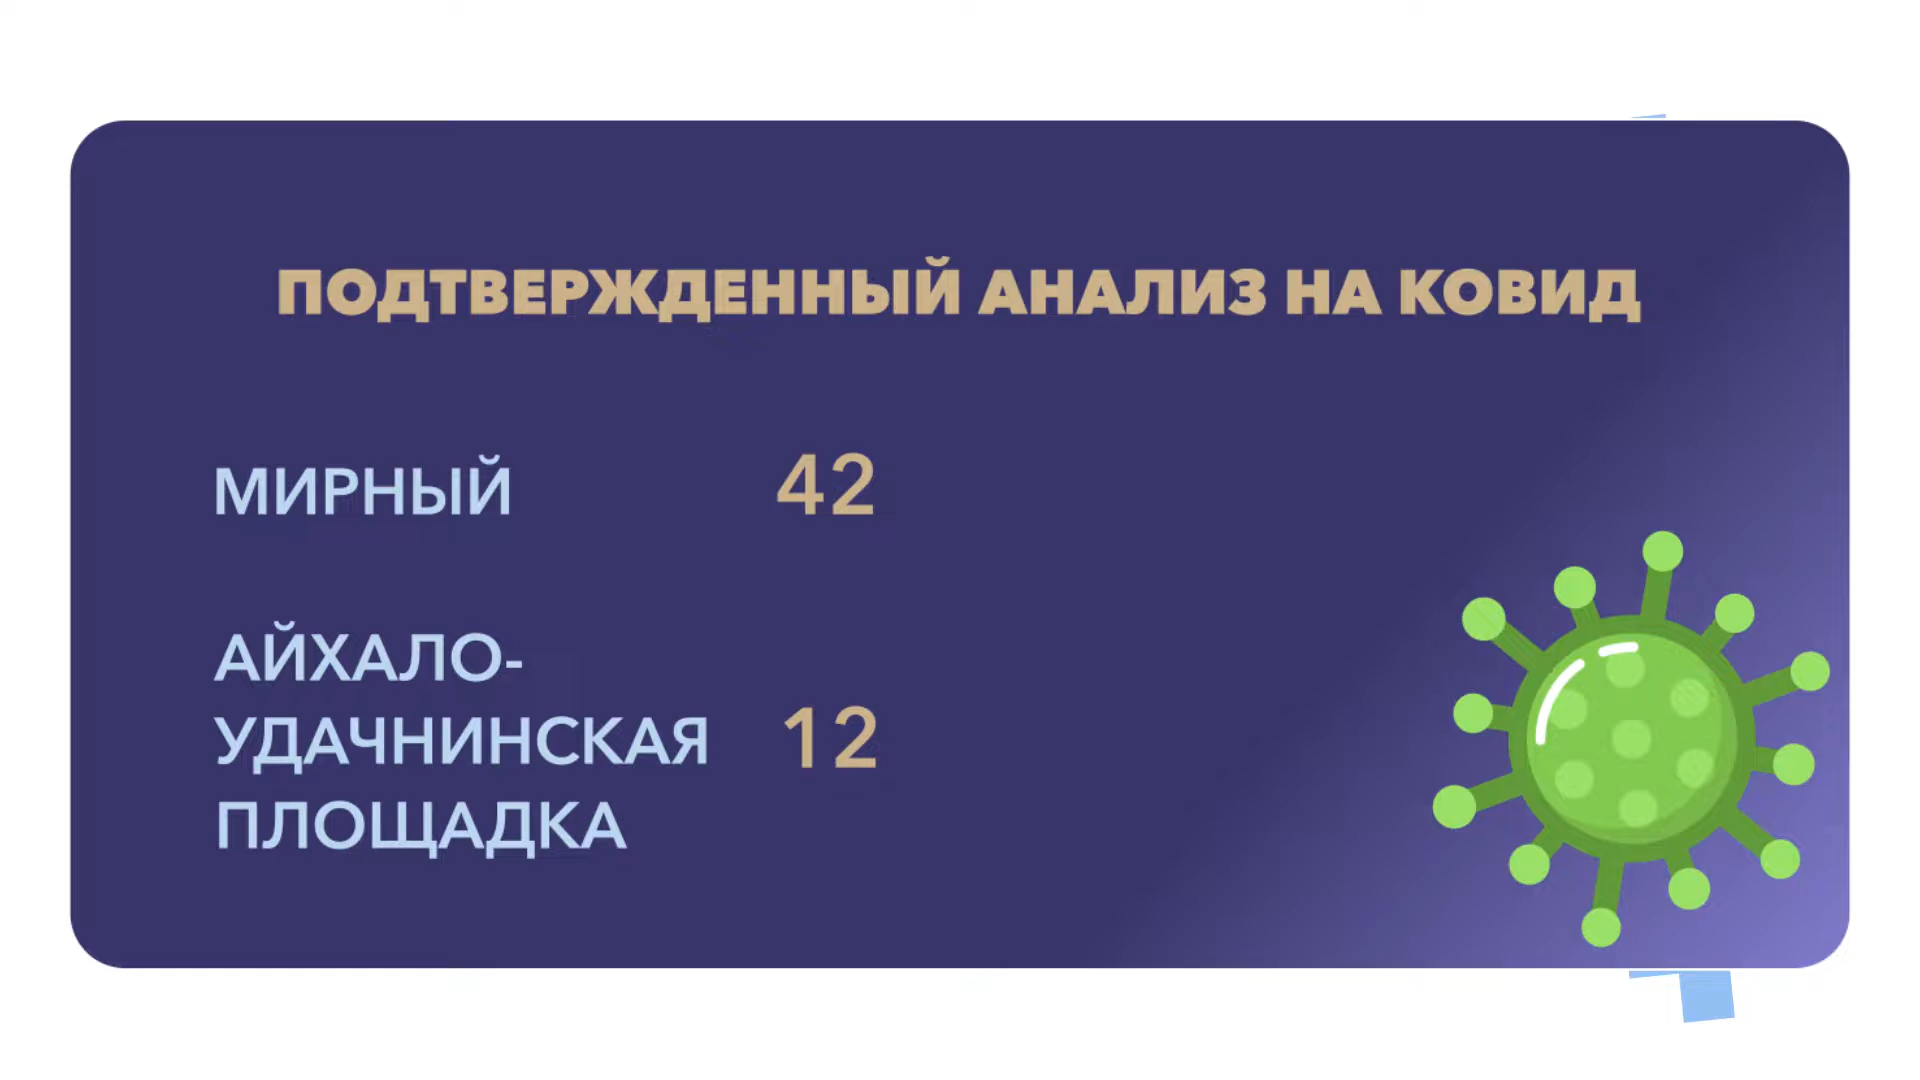 ПОДТВЕРЖДЕННЫЙ АНАЛИЗ НА КОВИД
МИРНЫЙ 42
АЙХАЛО-
УДАЧНИНСКАЯ 12
ПЛОЩАДКА